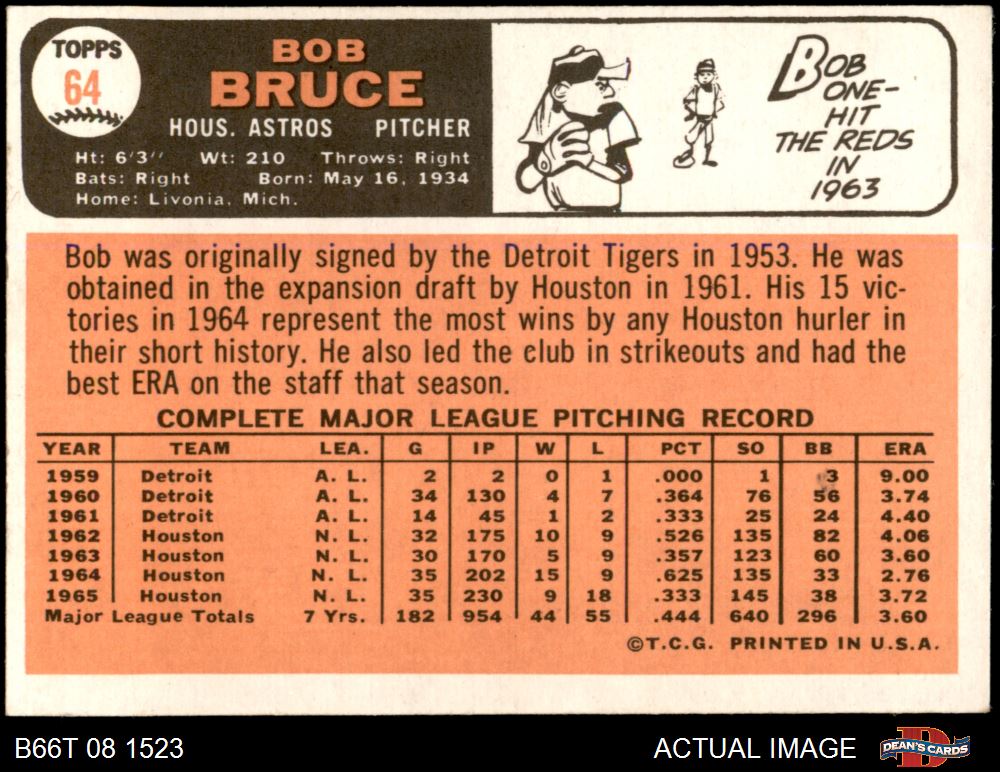 TOPPS
64
BOB
BRUCE
HOUS. ASTROS PITCHER
Ht: 6'3" Wt: 210 Throws: Right
Bats: Right Born: May 16, 1934
Home: Livonia, Mich.
BOB
ONE-
HIT
THE REDS
IN
1963
Bob was originally signed by the Detroit Tigers in 1953. He was
obtained in the expansion draft by Houston in 1961. His 15 vic-
tories in 1964 represent the most wins by any Houston hurler in
their short history. He also led the club in strikeouts and had the
best ERA on the staff that season.
COMPLETE MAJOR LEAGUE PITCHING RECORD
YEAR TEAM LEA. G IP W L PCT SO BB ERA
1959 Detroit A. L. 2 2 0 1 .000 1 3 9.00
1960 Detroit A. L. 34 130 4 7 .364 76 56 3.74
1961 Detroit A. L. 14 45 1 2 .333 25 24 4.40
1962 Houston N. L. 32 175 10 9 .526 135 82 4.06
1963 Houston N. L. 30 170 5 9 .357 123 60 3.60
1964 Houston N. L. 35 202 15 9 .625 135 33 2.76
1965 Houston N. L. 35 230 9 18 .333 145 38 3.72
Major League Totals 7 Yrs. 182 954 44 55 .444 640 296 3.60
©T.C.G. PRINTED IN U.S.A.
B66T 08 1523 ACTUAL IMAGE DEAN'S CARDS